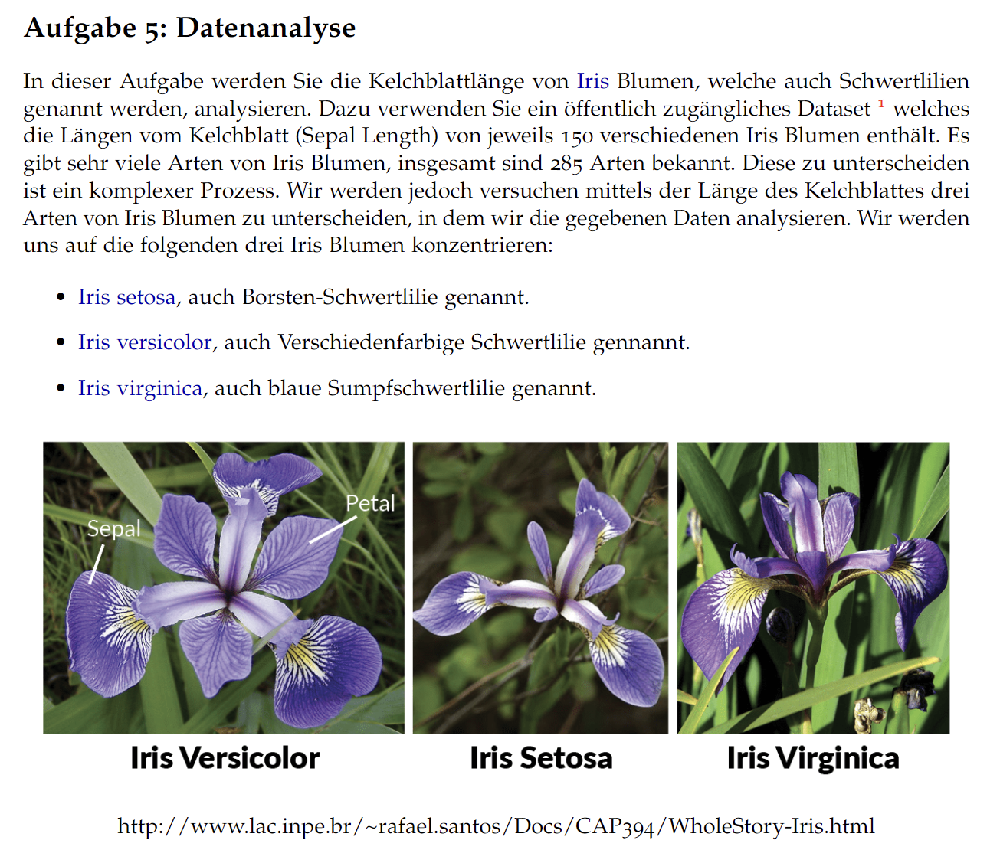 Aufgabe 5: Datenanalyse
In dieser Aufgabe werden Sie die Kelchblattlänge von Iris Blumen, welche auch Schwertlilien
genannt werden, analysieren. Dazu verwenden Sie ein öffentlich zugängliches Dataset ¹ welches
die Längen vom Kelchblatt (Sepal Length) von jeweils 150 verschiedenen Iris Blumen enthält. Es
gibt sehr viele Arten von Iris Blumen, insgesamt sind 285 Arten bekannt. Diese zu unterscheiden
ist ein komplexer Prozess. Wir werden jedoch versuchen mittels der Länge des Kelchblattes drei
Arten von Iris Blumen zu unterscheiden, in dem wir die gegebenen Daten analysieren. Wir werden
uns auf die folgenden drei Iris Blumen konzentrieren:
• Iris setosa, auch Borsten-Schwertlilie genannt.
• Iris versicolor, auch Verschiedenfarbige Schwertlilie gennannt.
• Iris virginica, auch blaue Sumpfschwertlilie genannt.
Sepal
Petal
Iris Versicolor
Iris Setosa
Iris Virginica
http://www.lac.inpe.br/~rafael.santos/Docs/CAP394/WholeStory-Iris.html